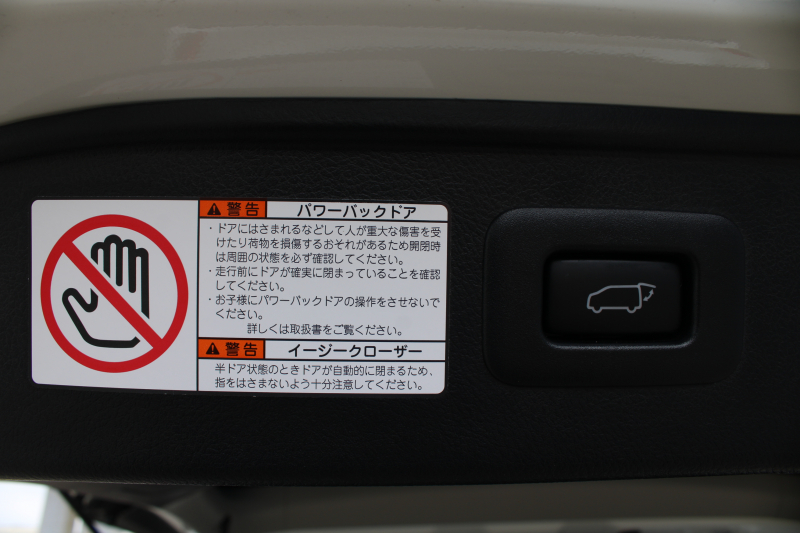 警告 パワーバックドア
・ドアにはさまれるなどして人が重大な傷害を受
けたり荷物を損傷するおそれがあるため開閉時
は周囲の状態を必ず確認してください。
・走行前にドアが確実に閉まっていることを確認
してください。
・お子様にパワーバックドアの操作をさせないで
ください。
詳しくは取扱書をご覧ください。
警告 イージークローザー
半ドア状態のときドアが自動的に閉まるため、
指をはさまないよう十分注意してください。